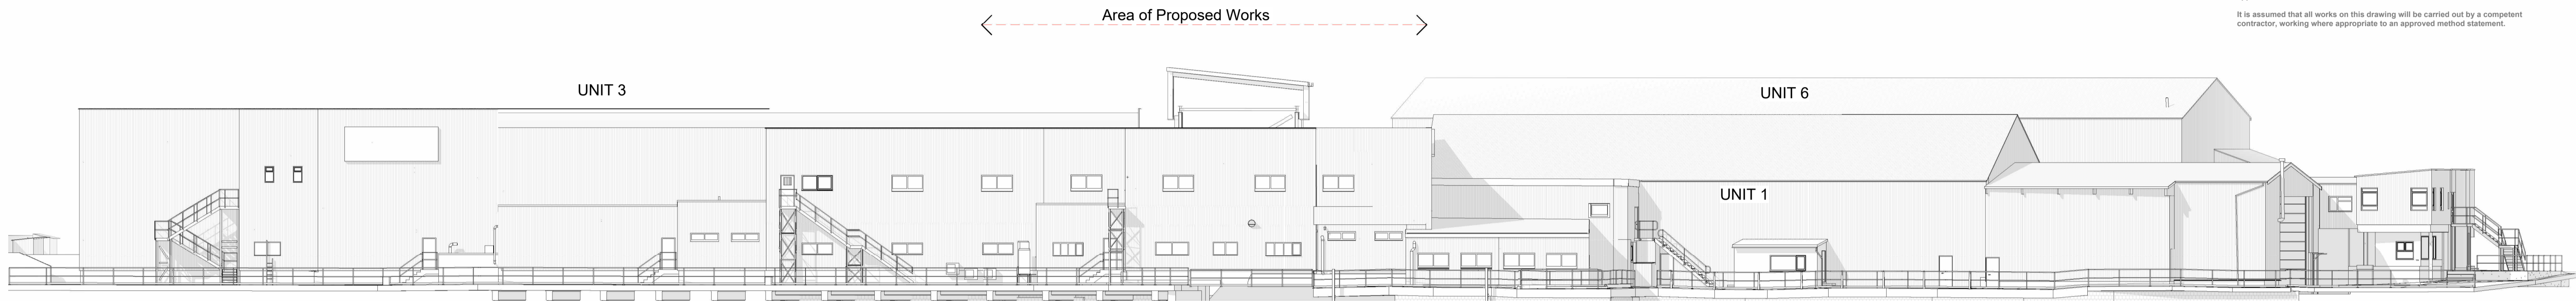 Area of Proposed Works
It is assumed that all works on this drawing will be carried out by a competent
contractor, working where appropriate to an approved method statement.
UNIT 3
UNIT 6
UNIT 1